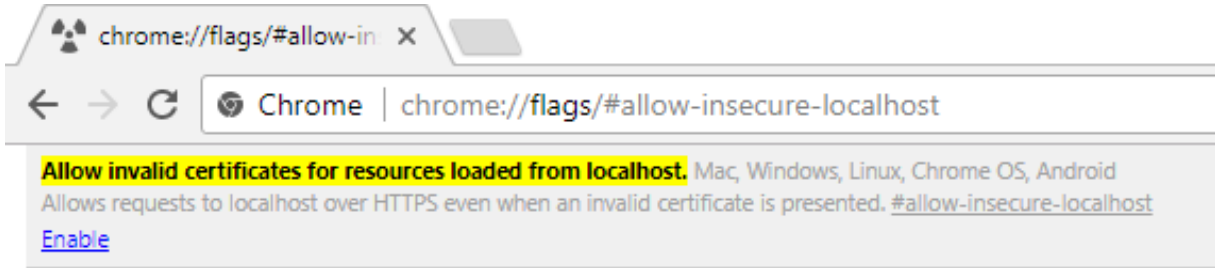 chrome://flags/#allow-in
Chrome chrome://flags/#allow-insecure-localhost
Allow invalid certificates for resources loaded from localhost. Mac, Windows, Linux, Chrome OS, Android
Allows requests to localhost over HTTPS even when an invalid certificate is presented. #allow-insecure-localhost
Enable